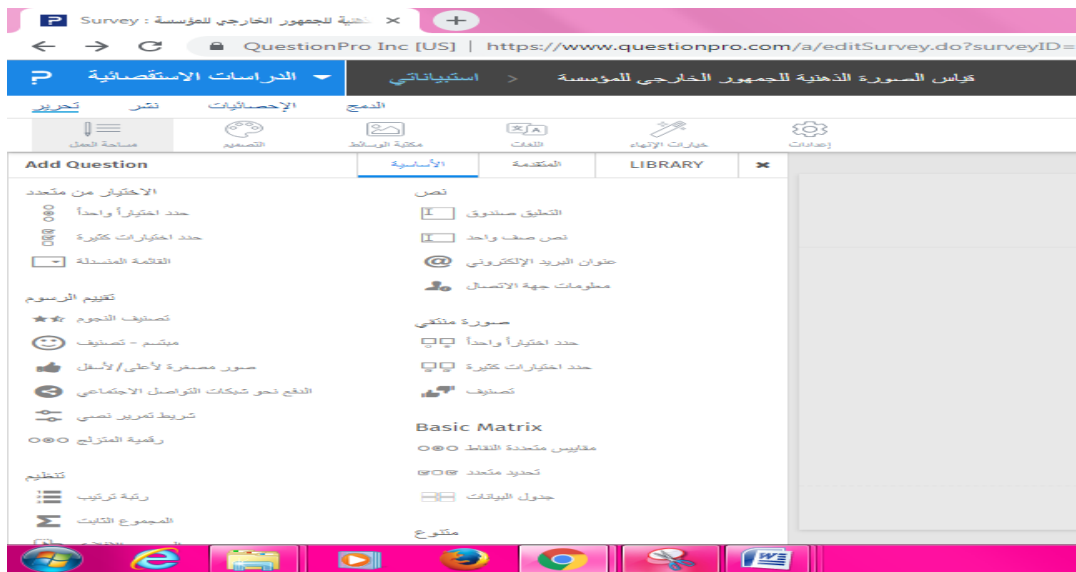 Survey : ذهنية للجمهور الخارجي للمؤسسة
QuestionPro Inc [US] | https://www.questionpro.com/a/editSurvey.do?surveyID=
الدراسات الاستقصائية
استبياناتي > قياس الصورة الذهنية للجمهور الخارجي للمؤسسة
تحرير نشر الإحصائيات الدمج
مساحة العمل التصميم مكتبة الوسائط اللغات خيارات الإنهاء إعدادات
Add Question الأساسية المتقدمة LIBRARY
الاختيار من متعدد
حدد اختياراً واحداً
حدد اختيارات كثيرة
القائمة المنسدلة
تقييم الرسوم
تصنيف النجوم
مبتسم - تصنيف
صور مصغرة لأعلى/لأسفل
الدفع نحو شبكات التواصل الاجتماعي
شريط تمرير نصي
رقمية المتزلج
تنظيم
رتبة ترتيب
المجموع الثابت
نص
التعليق صندوق
نص صف واحد
عنوان البريد الإلكتروني
معلومات جهة الاتصال
صورة منتقي
حدد اختياراً واحداً
حدد اختيارات كثيرة
تصنيف
Basic Matrix
مقاييس متعددة النقاط
تحديد متعدد
جدول البيانات
متنوع